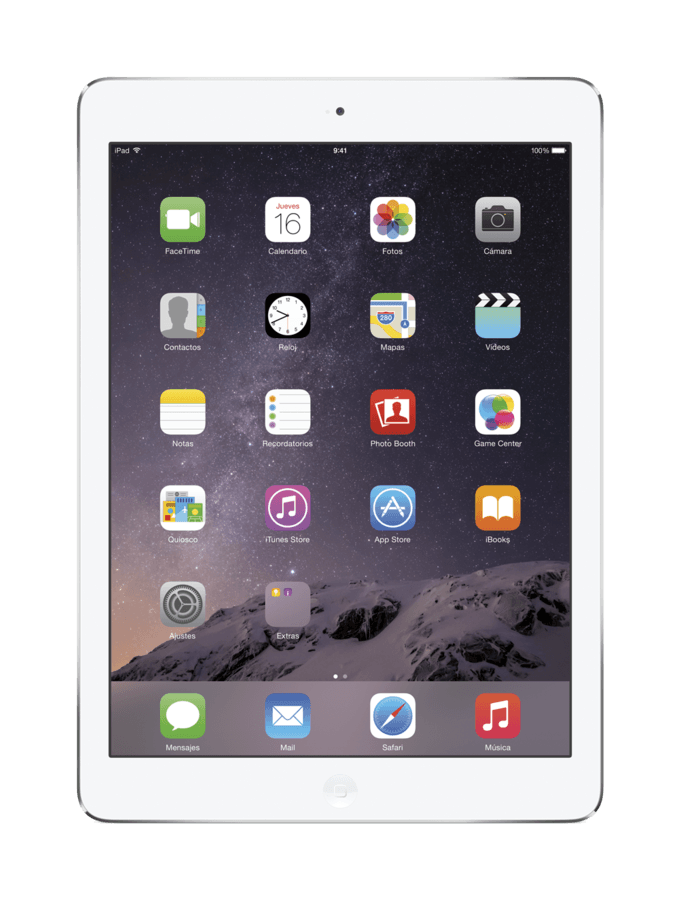 iPad 9:41 100%
Jueves
16
FaceTime Calendario Fotos Cámara
280
Contactos Reloj Mapas Vídeos
Notas Recordatorios Photo Booth Game Center
Quiosco iTunes Store App Store iBooks
Ajustes Extras
Mensajes Mail Safari Música